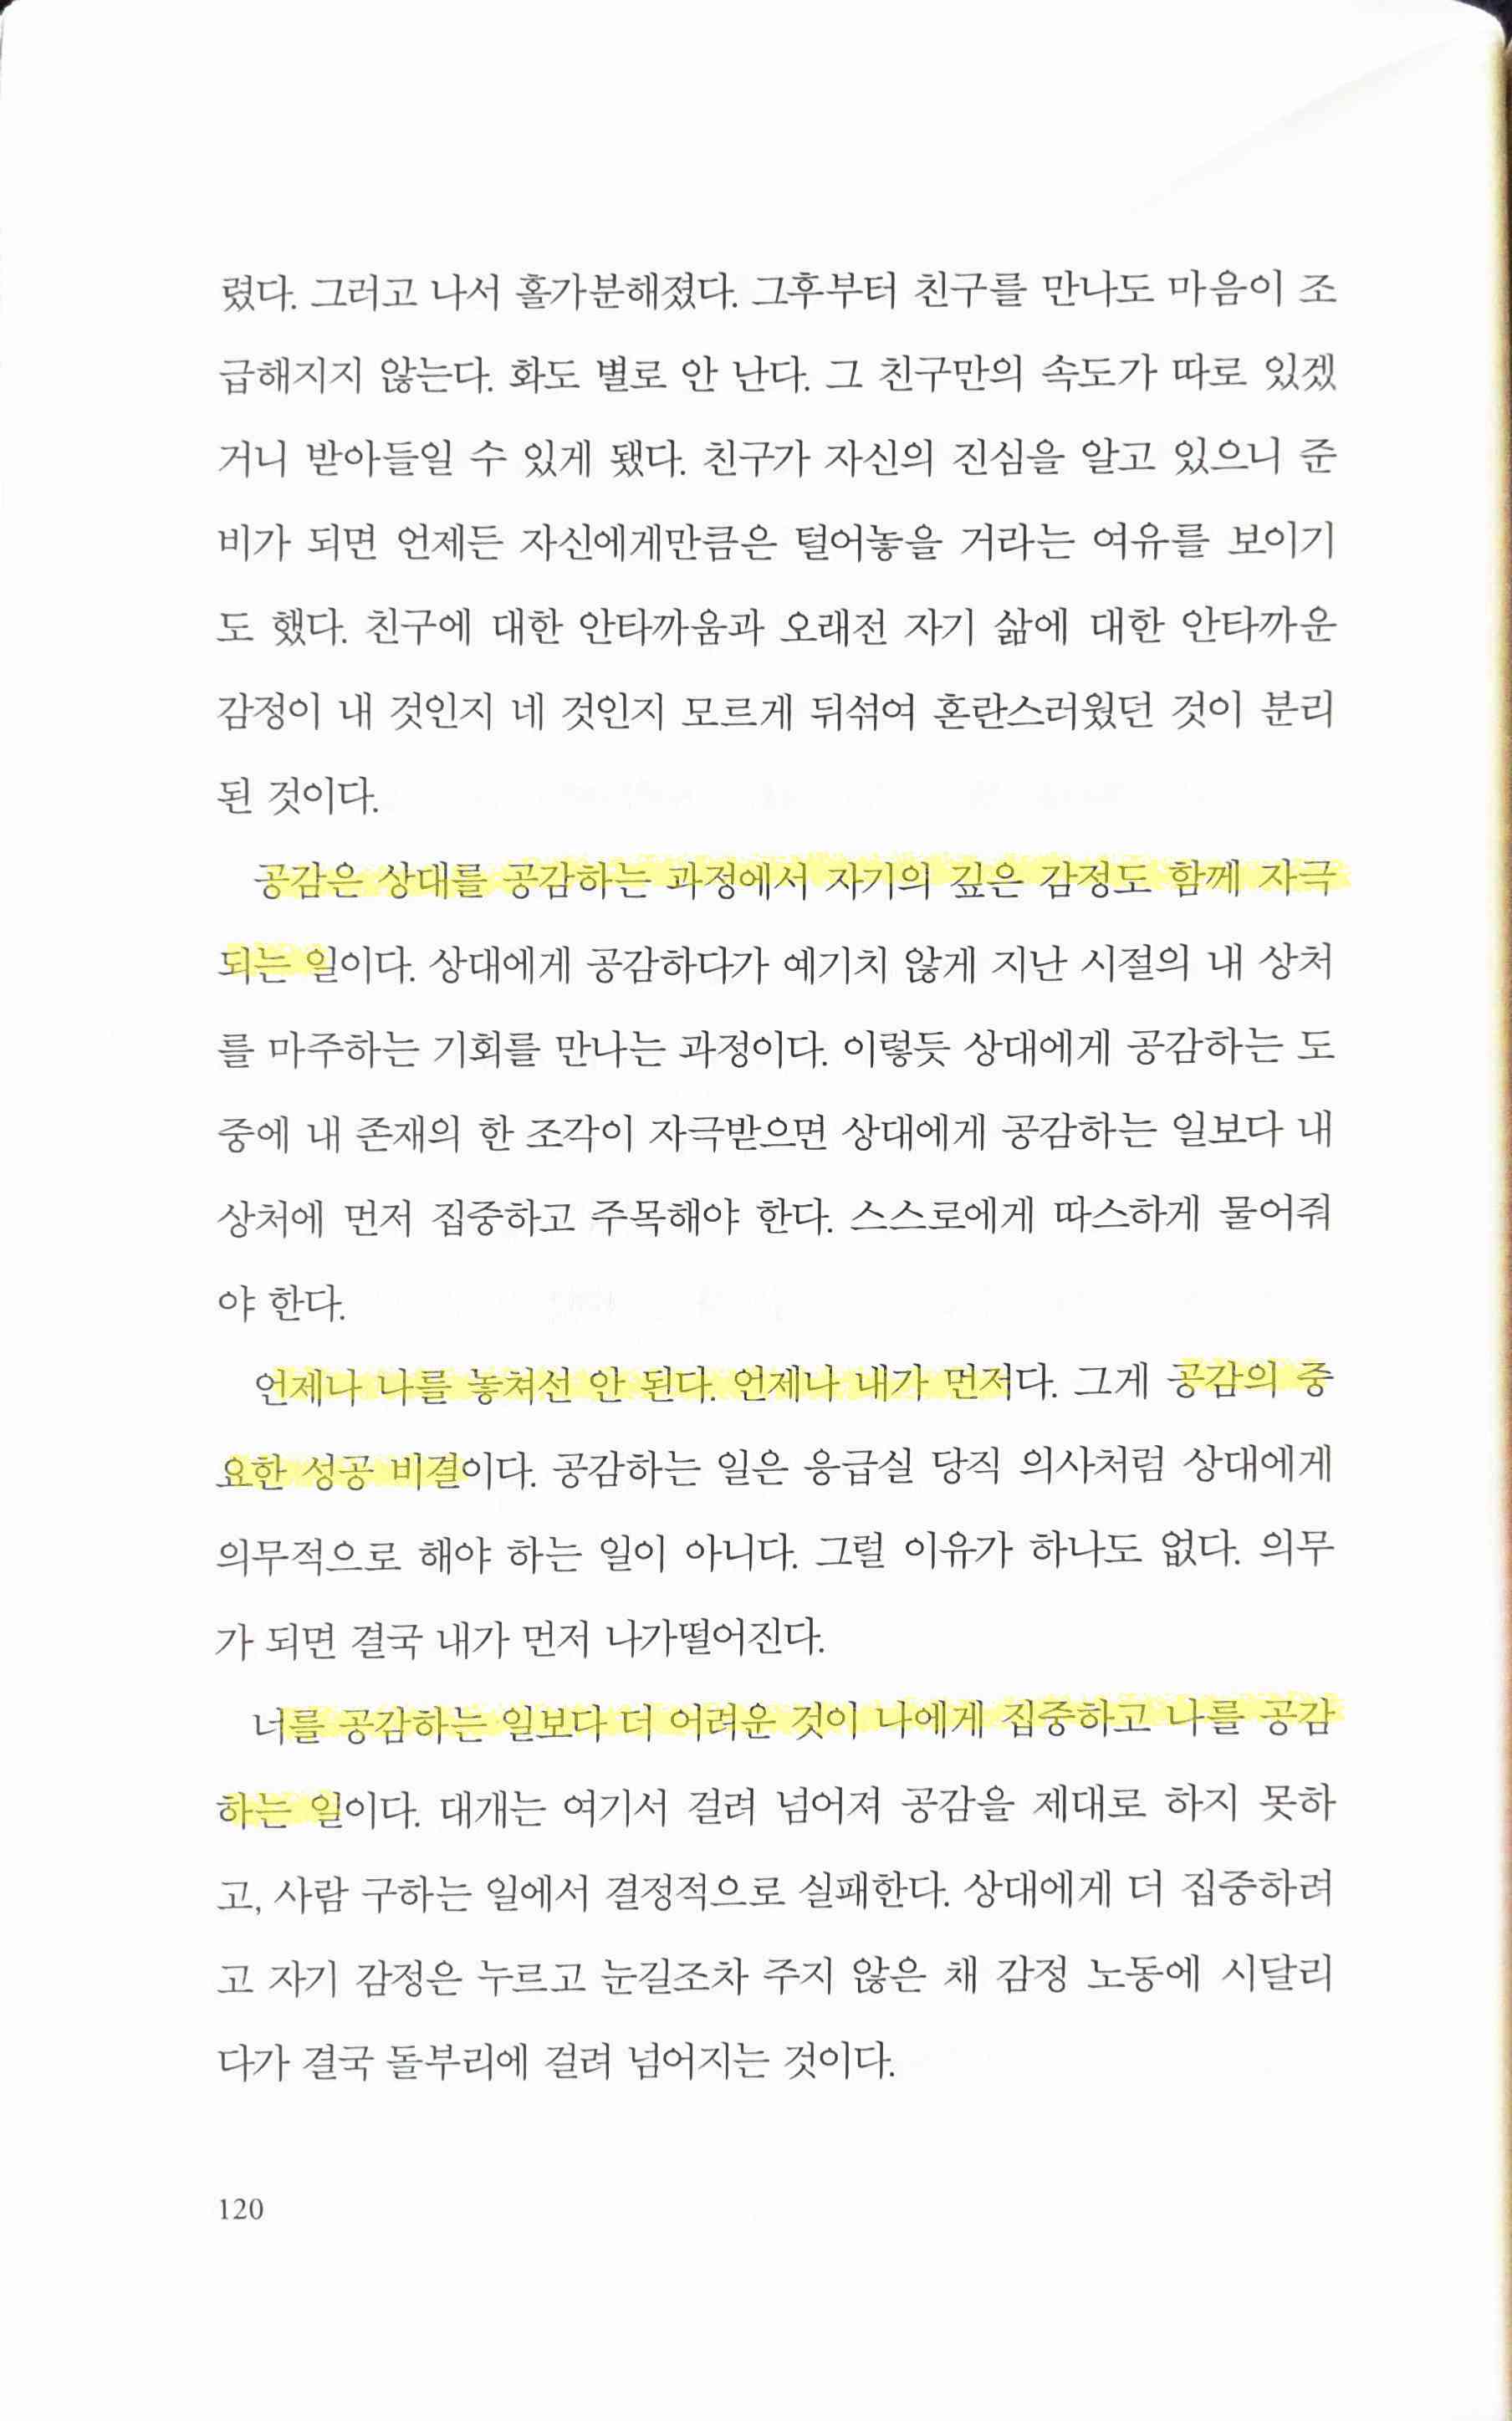 렸다. 그러고 나서 홀가분해졌다. 그후부터 친구를 만나도 마음이 조
급해지지 않는다. 화도 별로 안 난다. 그 친구만의 속도가 따로 있겠
거니 받아들일 수 있게 됐다. 친구가 자신의 진심을 알고 있으니 준
비가 되면 언제든 자신에게만큼은 털어놓을 거라는 여유를 보이기
도 했다. 친구에 대한 안타까움과 오래전 자기 삶에 대한 안타까운
감정이 내 것인지 네 것인지 모르게 뒤섞여 혼란스러웠던 것이 분리
된 것이다.
공감은 상대를 공감하는 과정에서 자기의 깊은 감정도 함께 자극
되는 일이다. 상대에게 공감하다가 예기치 않게 지난 시절의 내 상처
를 마주하는 기회를 만나는 과정이다. 이렇듯 상대에게 공감하는 도
중에 내 존재의 한 조각이 자극받으면 상대에게 공감하는 일보다 내
상처에 먼저 집중하고 주목해야 한다. 스스로에게 따스하게 물어줘
야 한다.
언제나 나를 놓쳐선 안 된다. 언제나 내가 먼저다. 그게 공감의 중
요한 성공 비결이다. 공감하는 일은 응급실 당직 의사처럼 상대에게
의무적으로 해야 하는 일이 아니다. 그럴 이유가 하나도 없다. 의무
가 되면 결국 내가 먼저 나가떨어진다.
너를 공감하는 일보다 더 어려운 것이 나에게 집중하고 나를 공감
하는 일이다. 대개는 여기서 걸려 넘어져 공감을 제대로 하지 못하
고, 사람 구하는 일에서 결정적으로 실패한다. 상대에게 더 집중하려
고 자기 감정은 누르고 눈길조차 주지 않은 채 감정 노동에 시달리
다가 결국 돌부리에 걸려 넘어지는 것이다.
120